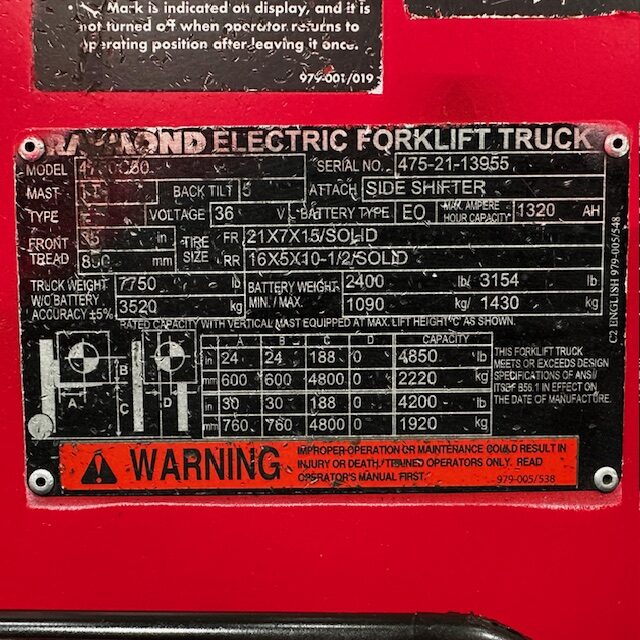 Mark is indicated on display, and it is
not turned off when operator returns to
operating position after leaving it once.
979-001/019
RAYMOND ELECTRIC FORKLIFT TRUCK
MODEL SERIAL NO. 475-21-13955
MAST BACK TILT 5 ATTACH. SIDE SHIFTER
TYPE E VOLTAGE 36 V BATTERY TYPE EO MAX. AMPERE HOUR CAPACITY 1320 AH
FRONT TREAD 35 in TIRE SIZE FR 21X7X15/SOLID
mm RR 16X5X10-1/2/SOLID
TRUCK WEIGHT W/O BATTERY ACCURACY ±5% 7750 lb BATTERY WEIGHT MIN. / MAX. 2400 lb/ 3154 lb
3520 kg 1090 kg/ 1430 kg
RATED CAPACITY WITH VERTICAL MAST EQUIPPED AT MAX. LIFT HEIGHT °C AS SHOWN.
A B C D CAPACITY
in 24 24 188 0 4850 lb
mm 600 600 4800 0 2220 kg
in 30 30 188 0 4200 lb
mm 760 760 4800 0 1920 kg
B
A
C
D
THIS FORKLIFT TRUCK
MEETS OR EXCEEDS DESIGN
SPECIFICATIONS OF ANSI/
ITSDF B56.1 IN EFFECT ON
THE DATE OF MANUFACTURE.
C2 ENGLISH 979-005/548
WARNING
IMPROPER OPERATION OR MAINTENANCE COULD RESULT IN
INJURY OR DEATH. TRAINED OPERATORS ONLY. READ
OPERATOR'S MANUAL FIRST.
979-005/538